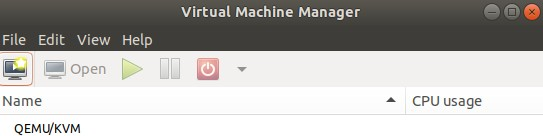 Virtual Machine Manager
File Edit View Help
Open
Name CPU usage
QEMU/KVM